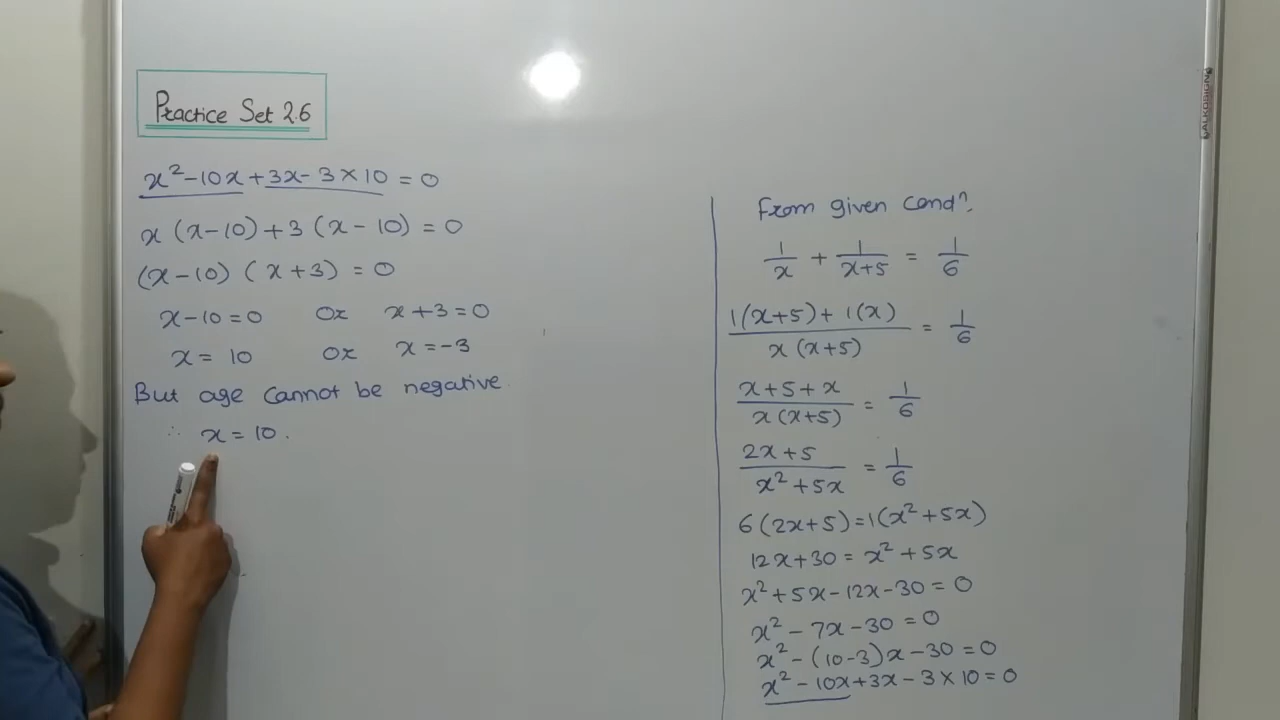 Practice Set 2.6
x² - 10x + 3x - 3 × 10 = 0
x (x - 10) + 3 (x - 10) = 0
(x - 10) (x + 3) = 0
x - 10 = 0 Or x + 3 = 0
x = 10 Or x = -3
But age cannot be negative.
∴ x = 10.
From given condⁿ.
1/x + 1/(x+5) = 1/6
(1(x+5) + 1(x))/(x(x+5)) = 1/6
(x+5+x)/(x(x+5)) = 1/6
(2x+5)/(x²+5x) = 1/6
6(2x+5) = 1(x² + 5x)
12x + 30 = x² + 5x
x² + 5x - 12x - 30 = 0
x² - 7x - 30 = 0
x² - (10-3)x - 30 = 0
x² - 10x + 3x - 3 × 10 = 0
ALKOSIGN